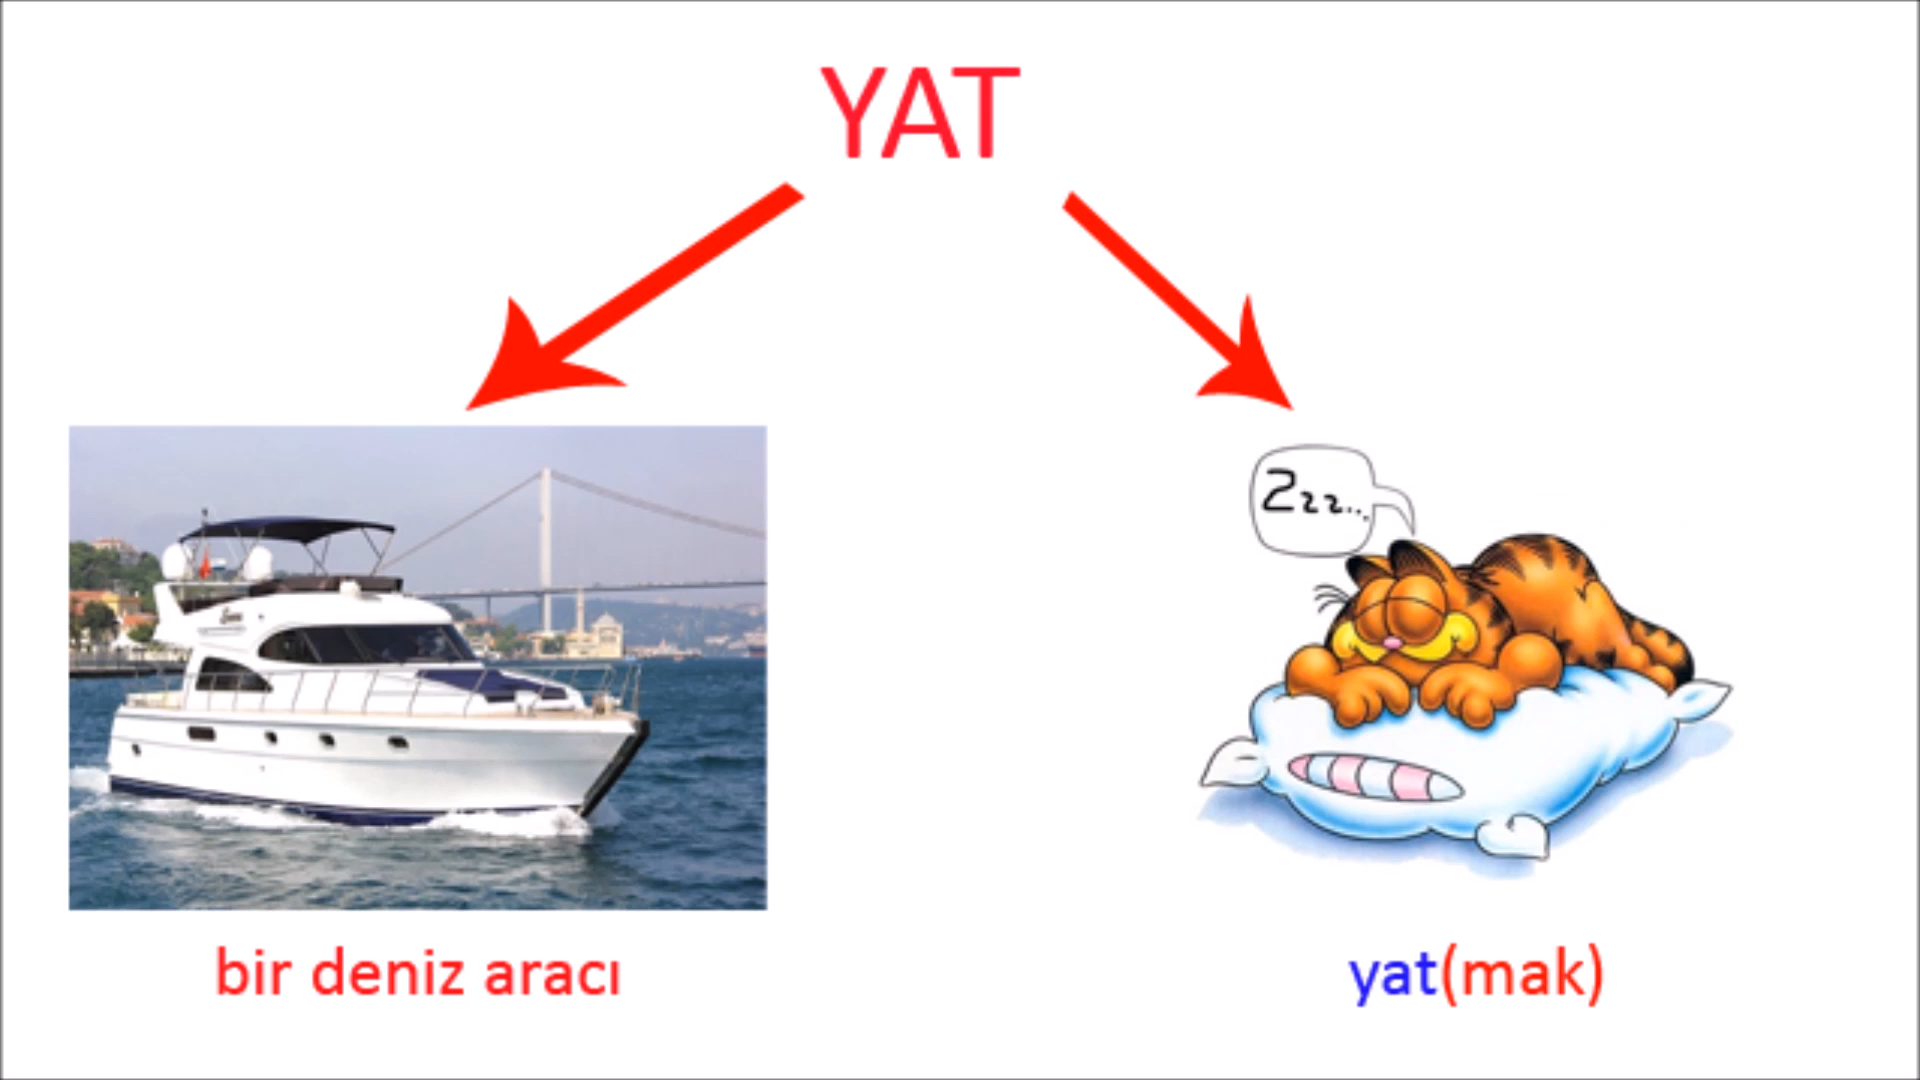 YAT
Zzz...
bir deniz aracı
yat(mak)